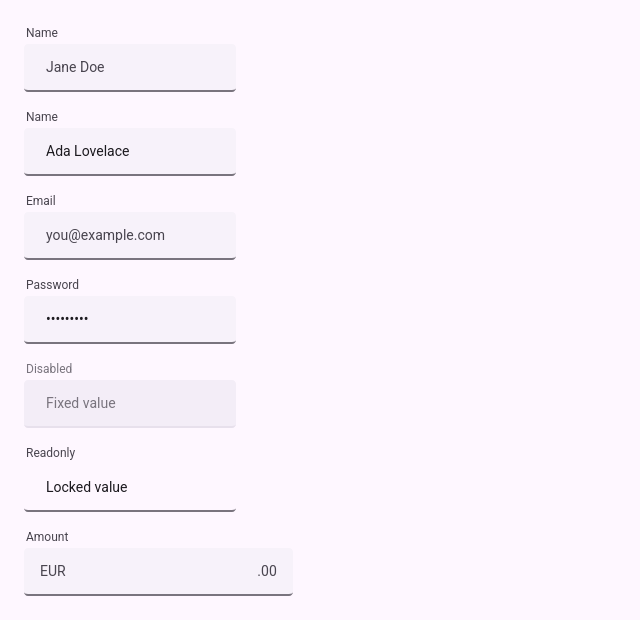 Name
Jane Doe
Name
Ada Lovelace
Email
you@example.com
Password
•••••••••
Disabled
Fixed value
Readonly
Locked value
Amount
EUR .00